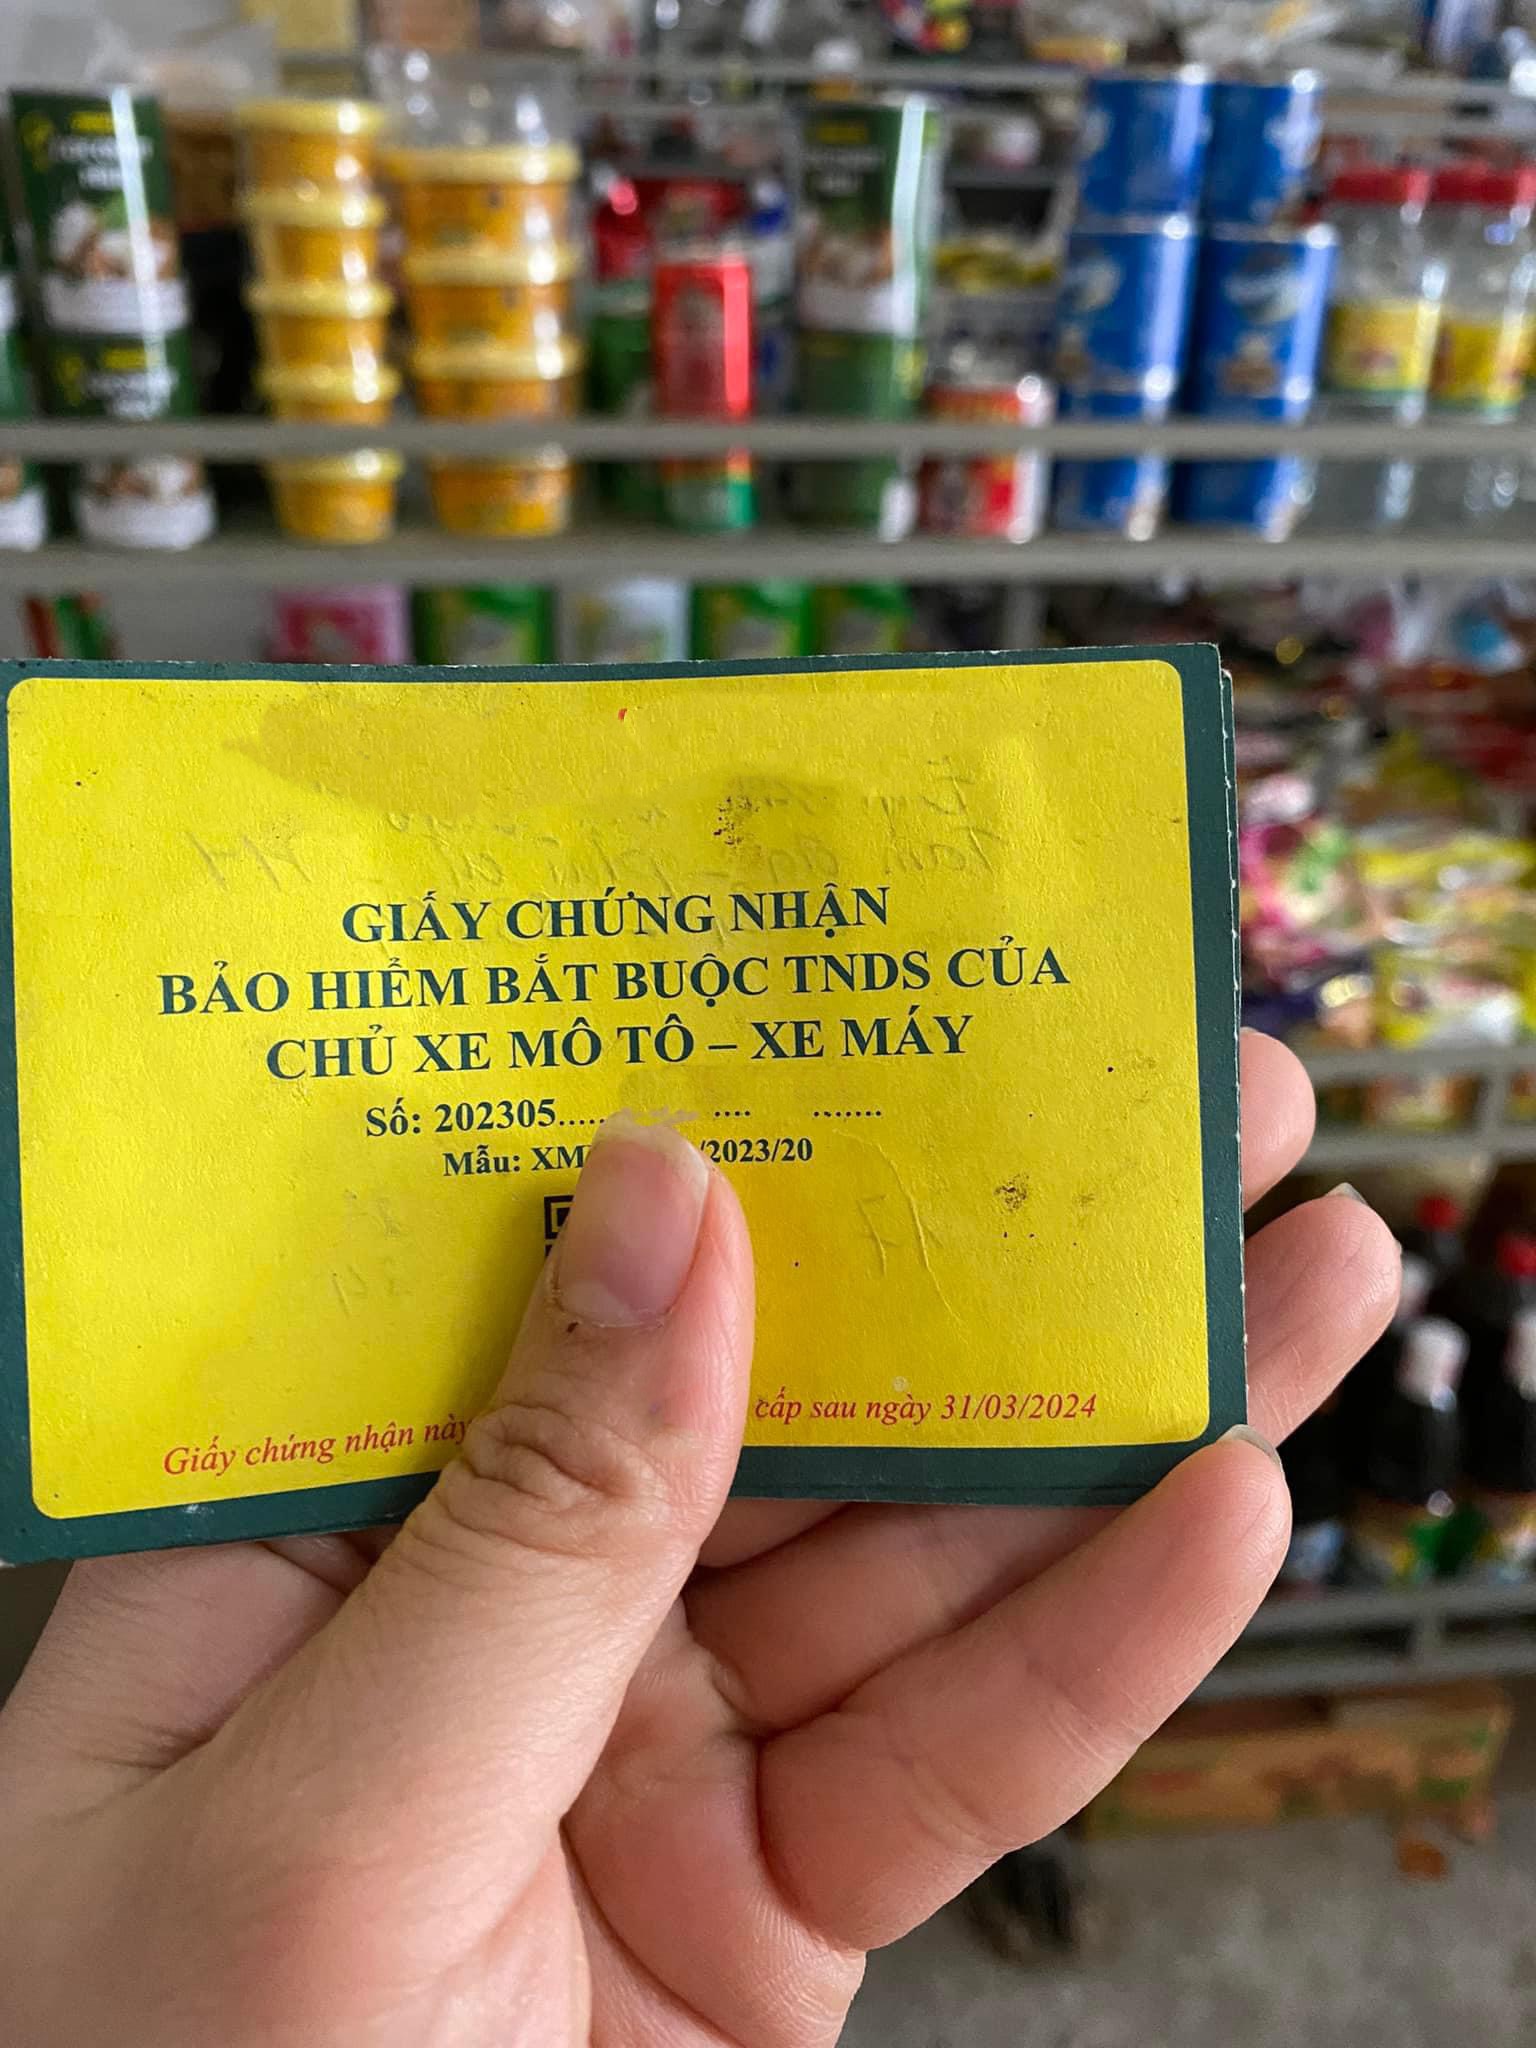 GIẤY CHỨNG NHẬN
BẢO HIỂM BẮT BUỘC TNDS CỦA
CHỦ XE MÔ TÔ – XE MÁY
Số: 202305...... .... .......
Mẫu: XM /2023/20
Giấy chứng nhận này cấp sau ngày 31/03/2024